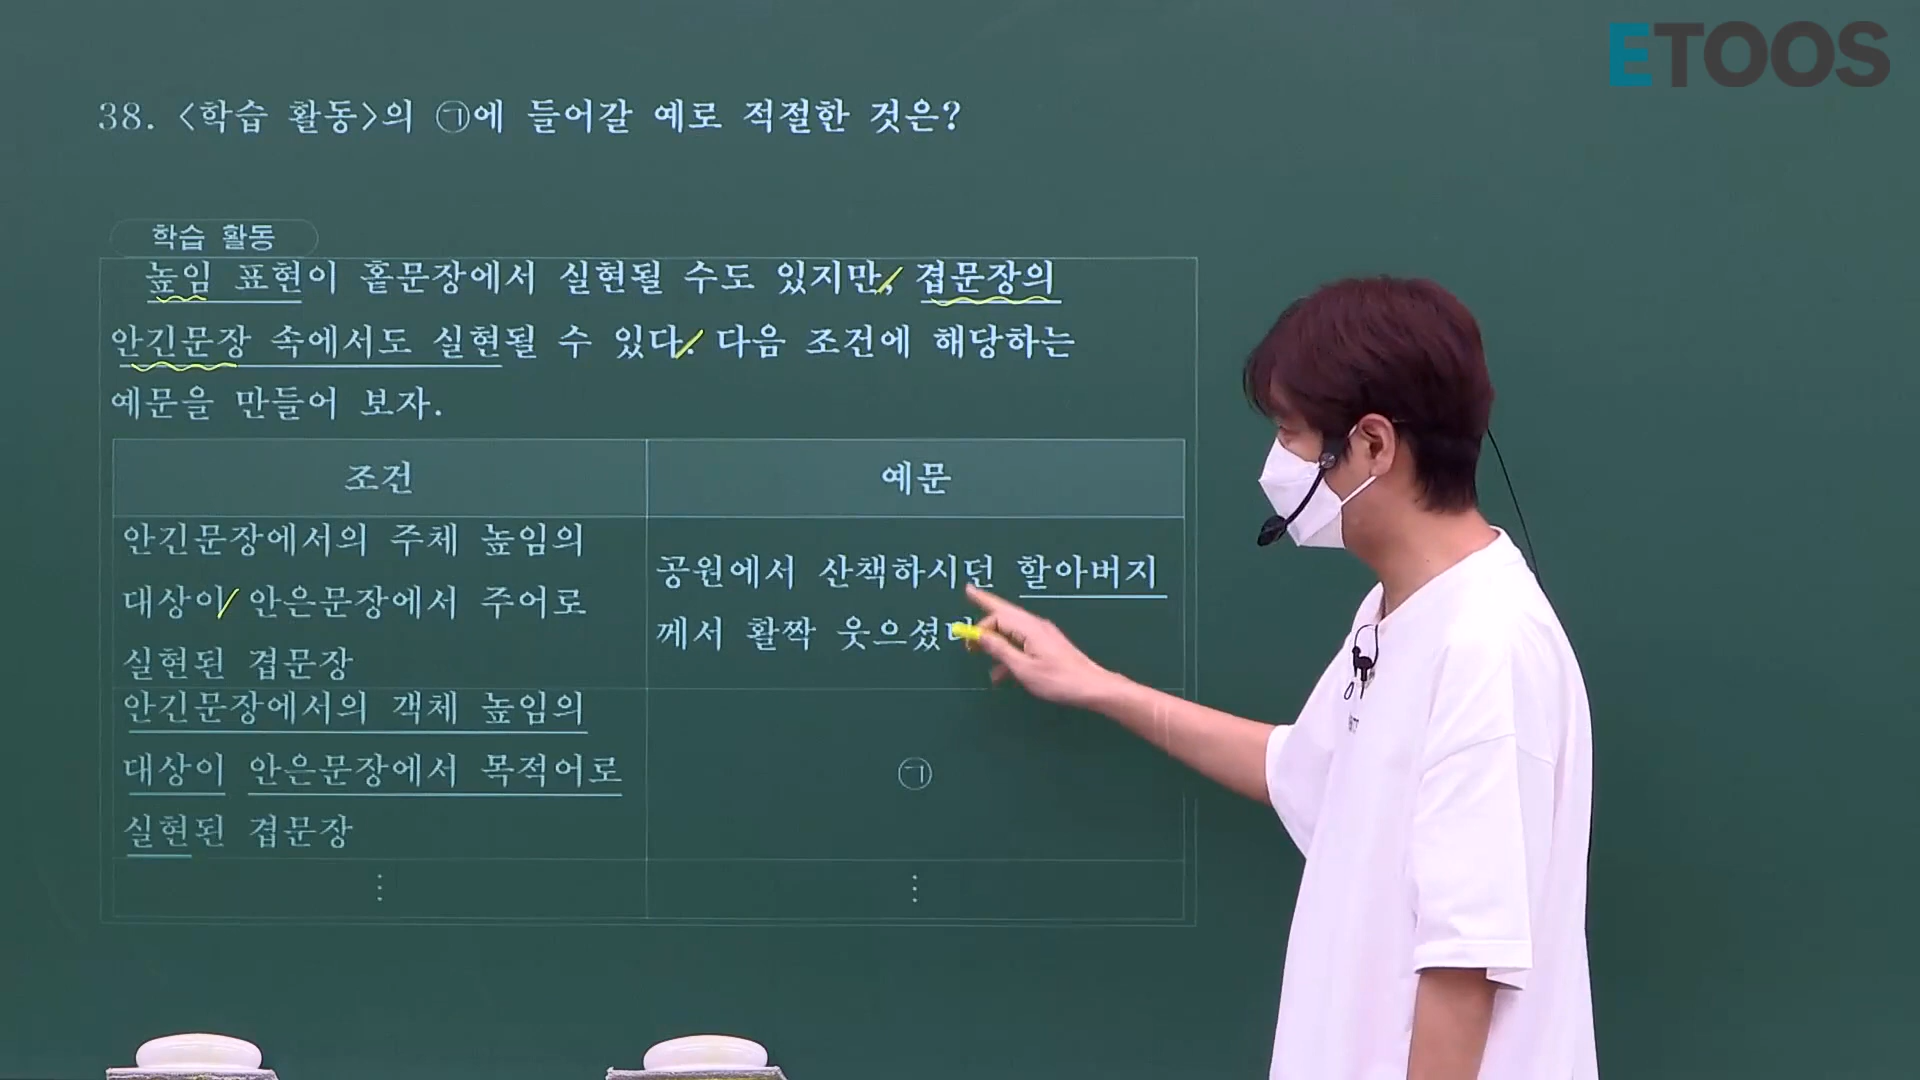 ETOOS
38. <학습 활동>의 ㉠에 들어갈 예로 적절한 것은?
학습 활동
높임 표현이 홑문장에서 실현될 수도 있지만, 겹문장의
안긴문장 속에서도 실현될 수 있다. 다음 조건에 해당하는
예문을 만들어 보자.
조건
예문
안긴문장에서의 주체 높임의
대상이 안은문장에서 주어로
실현된 겹문장
공원에서 산책하시던 할아버지
께서 활짝 웃으셨
안긴문장에서의 객체 높임의
대상이 안은문장에서 목적어로
실현된 겹문장
㉠
⋮
⋮